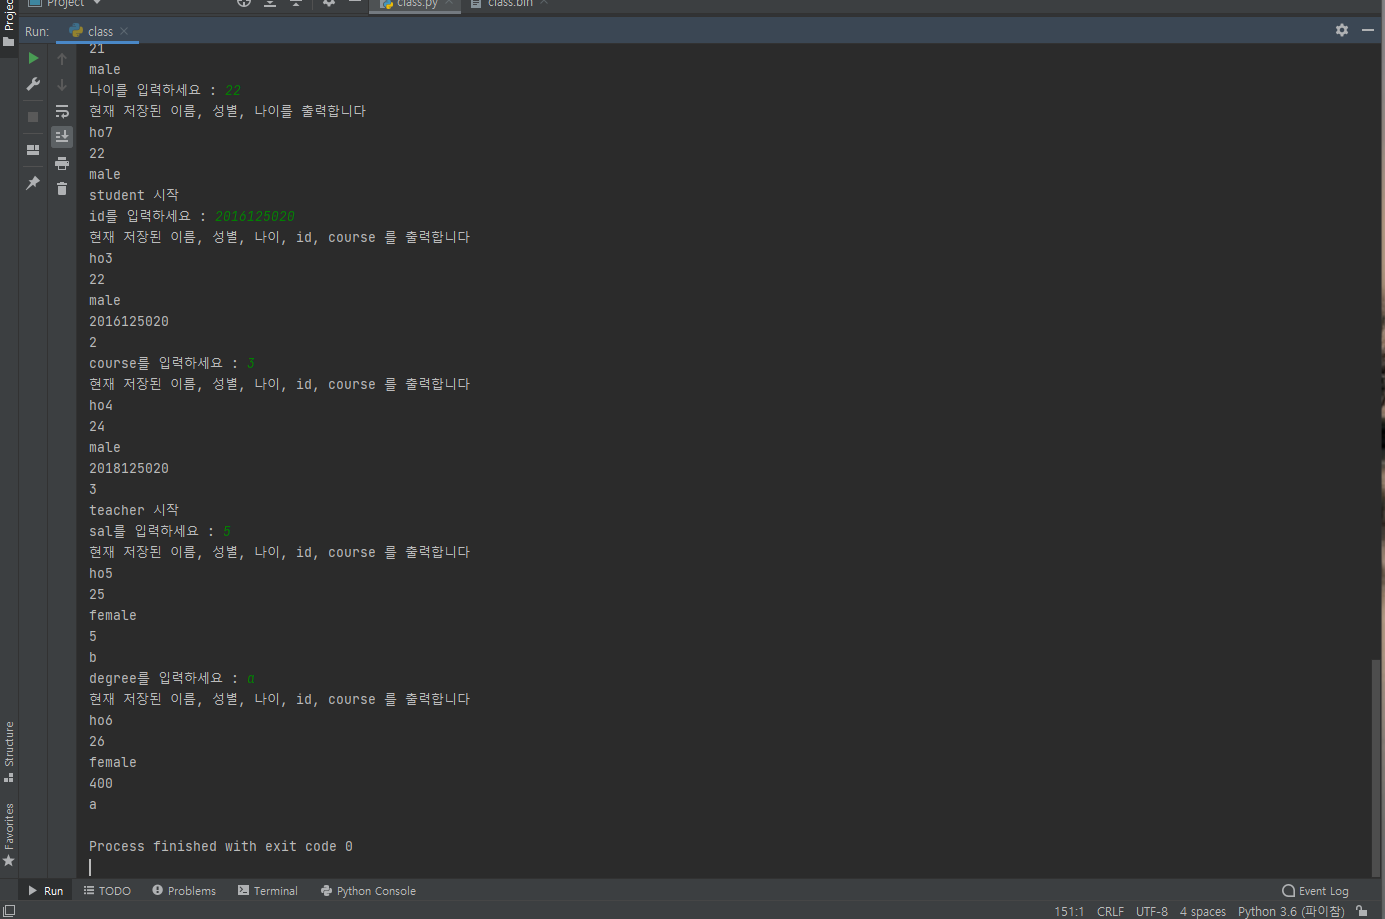 Project
class.py
class.bin
Project
Run:
class
21
male
나이를 입력하세요 : 22
현재 저장된 이름, 성별, 나이를 출력합니다
ho7
22
male
student 시작
id를 입력하세요 : 2016125020
현재 저장된 이름, 성별, 나이, id, course 를 출력합니다
ho3
22
male
2016125020
2
course를 입력하세요 : 3
현재 저장된 이름, 성별, 나이, id, course 를 출력합니다
ho4
24
male
2018125020
3
teacher 시작
sal를 입력하세요 : 5
현재 저장된 이름, 성별, 나이, id, course 를 출력합니다
ho5
25
female
5
b
degree를 입력하세요 : a
현재 저장된 이름, 성별, 나이, id, course 를 출력합니다
ho6
26
female
400
a
Process finished with exit code 0
Structure
Favorites
Run
TODO
Problems
Terminal
Python Console
Event Log
151:1
CRLF
UTF-8
4 spaces
Python 3.6 (파이참)